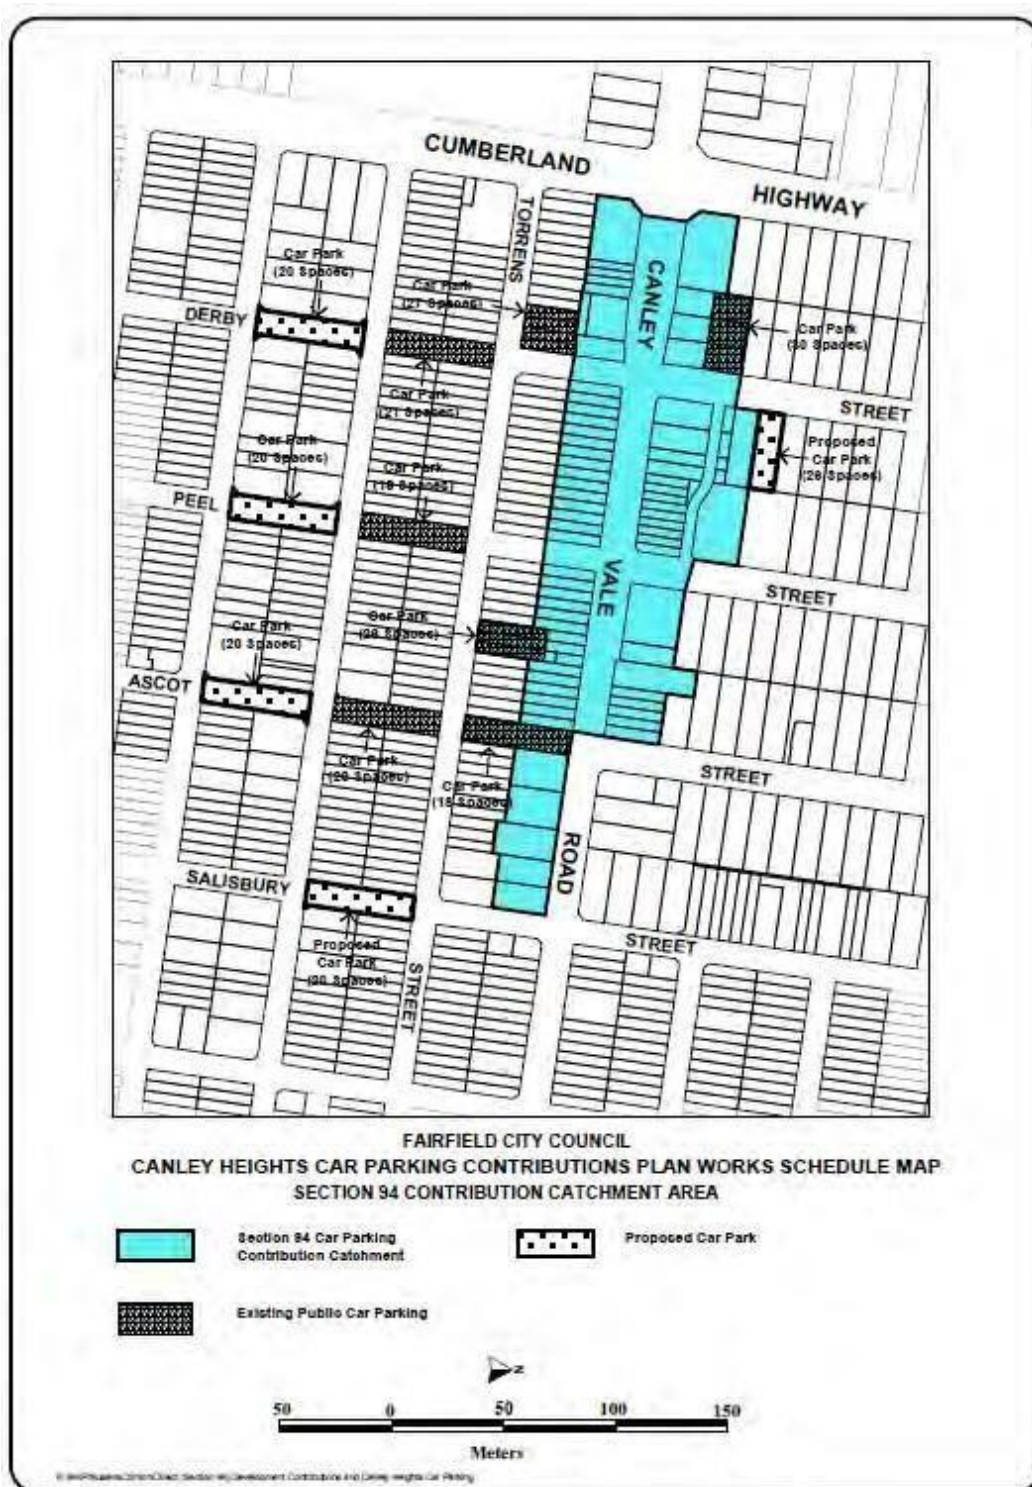 CUMBERLAND
HIGHWAY
TORRENS
CANLEY
Car Park
(20 Spaces)
Car Park
DERBY
Car Park
STREET
Car Park
(21 Spaces)
Proposed
Car Park
Car Park
(20 Spaces)
Car Park
PEEL
VALE
STREET
Car Park
Car Park
(20 Spaces)
ASCOT
Car Park
(20 Spaces)
STREET
Car Park
ROAD
SALISBURY
STREET
Proposed
Car Park
STREET
FAIRFIELD CITY COUNCIL
CANLEY HEIGHTS CAR PARKING CONTRIBUTIONS PLAN WORKS SCHEDULE MAP
SECTION 94 CONTRIBUTION CATCHMENT AREA
Section 94 Car Parking
Contribution Catchment
Proposed Car Park
Existing Public Car Parking
N
50 0 50 100 150
Meters